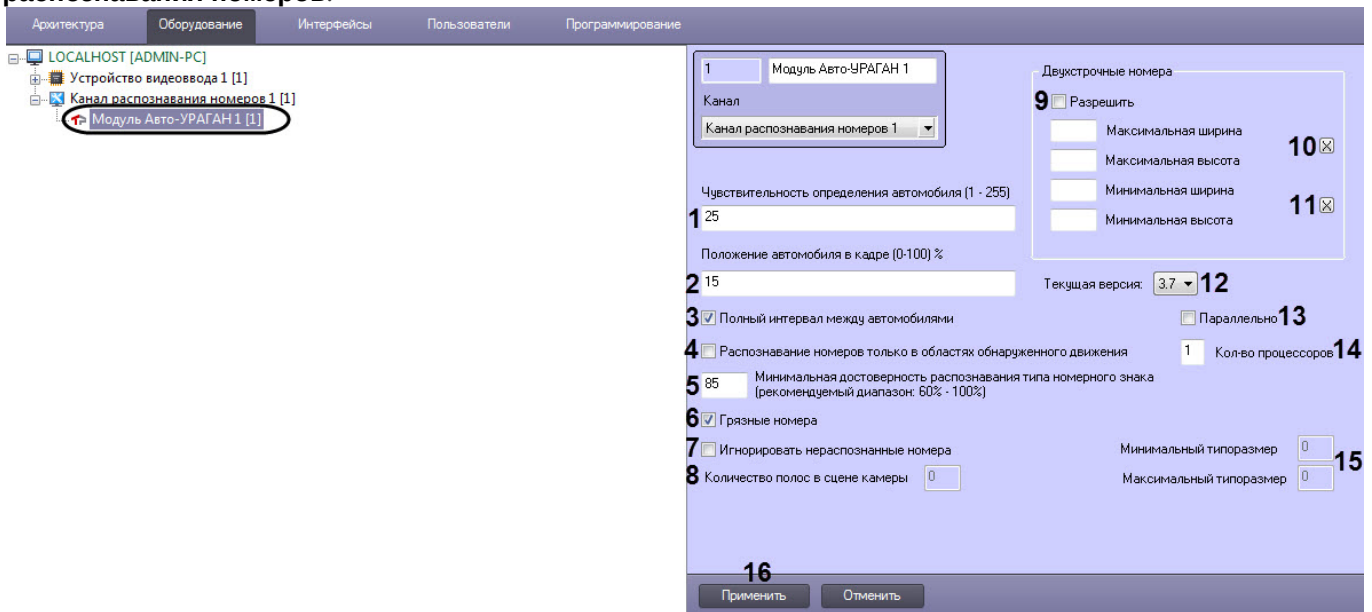 распознавания номеров.
Архитектура Оборудование Интерфейсы Пользователи Программирование
LOCALHOST [ADMIN-PC]
Устройство видеоввода 1 [1]
Канал распознавания номеров 1 [1]
Модуль Авто-УРАГАН 1 [1]
1 Модуль Авто-УРАГАН 1
Канал
Канал распознавания номеров 1
Двухстрочные номера
9 Разрешить
Максимальная ширина
10
Максимальная высота
Минимальная ширина
11
Минимальная высота
Чувствительность определения автомобиля (1 - 255)
1 25
Положение автомобиля в кадре (0-100) %
2 15
Текущая версия: 3.7 12
3 Полный интервал между автомобилями
Параллельно 13
4 Распознавание номеров только в областях обнаруженного движения
1 Кол-во процессоров 14
5 85 Минимальная достоверность распознавания типа номерного знака
(рекомендуемый диапазон: 60% - 100%)
6 Грязные номера
7 Игнорировать нераспознанные номера
Минимальный типоразмер 0
15
8 Количество полос в сцене камеры 0
Максимальный типоразмер 0
16
Применить Отменить